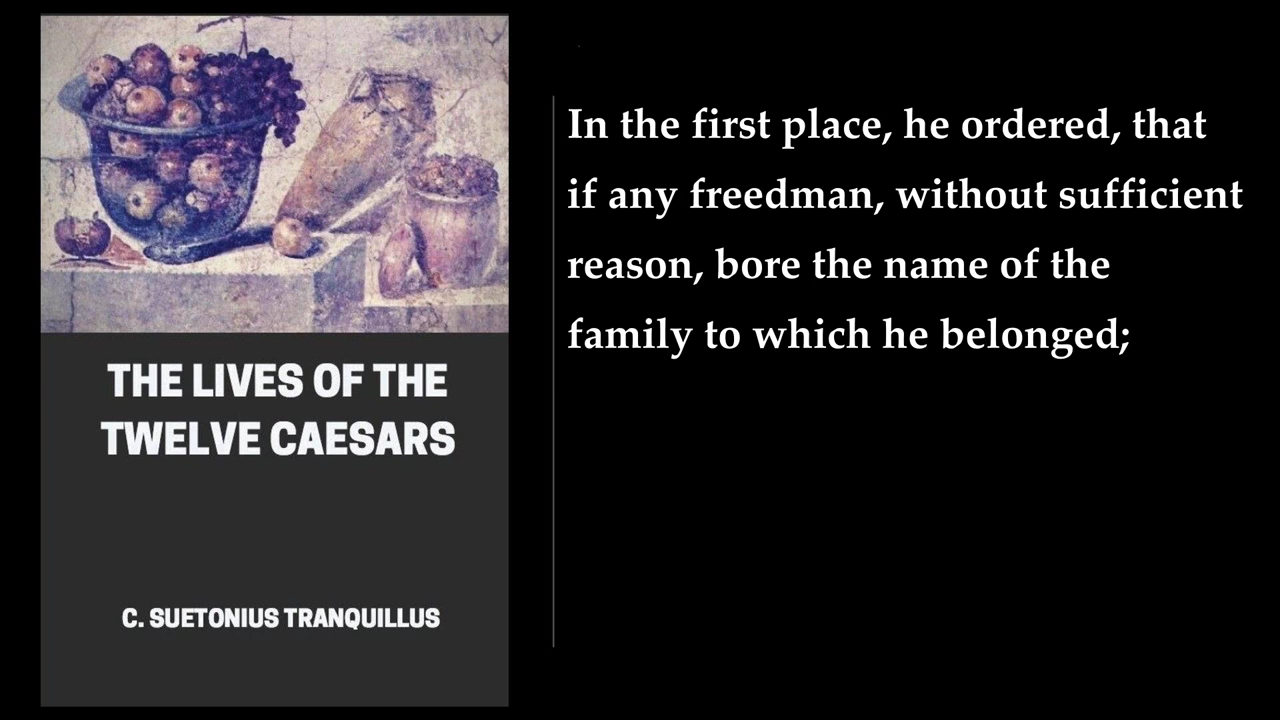 THE LIVES OF THE
TWELVE CAESARS
C. SUETONIUS TRANQUILLUS
In the first place, he ordered, that
if any freedman, without sufficient
reason, bore the name of the
family to which he belonged;